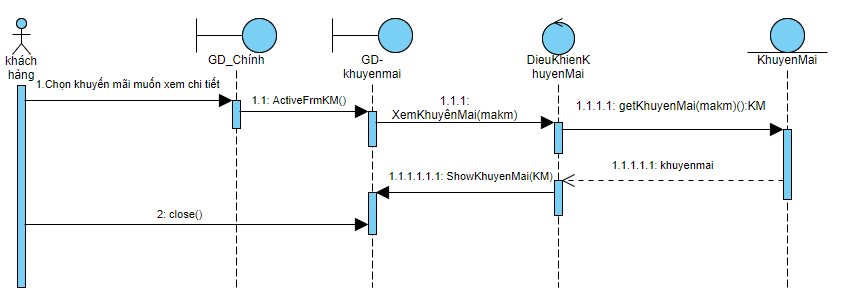 khách
hàng
GD_Chính
GD-
khuyenmai
DieuKhienK
huyenMai
KhuyenMai
1.Chọn khuyến mãi muốn xem chi tiết
1.1: ActiveFrmKM()
1.1.1:
XemKhuyênMai(makm)
1.1.1.1: getKhuyenMai(makm)():KM
1.1.1.1.1: khuyenmai
1.1.1.1.1.1: ShowKhuyenMai(KM)
2: close()